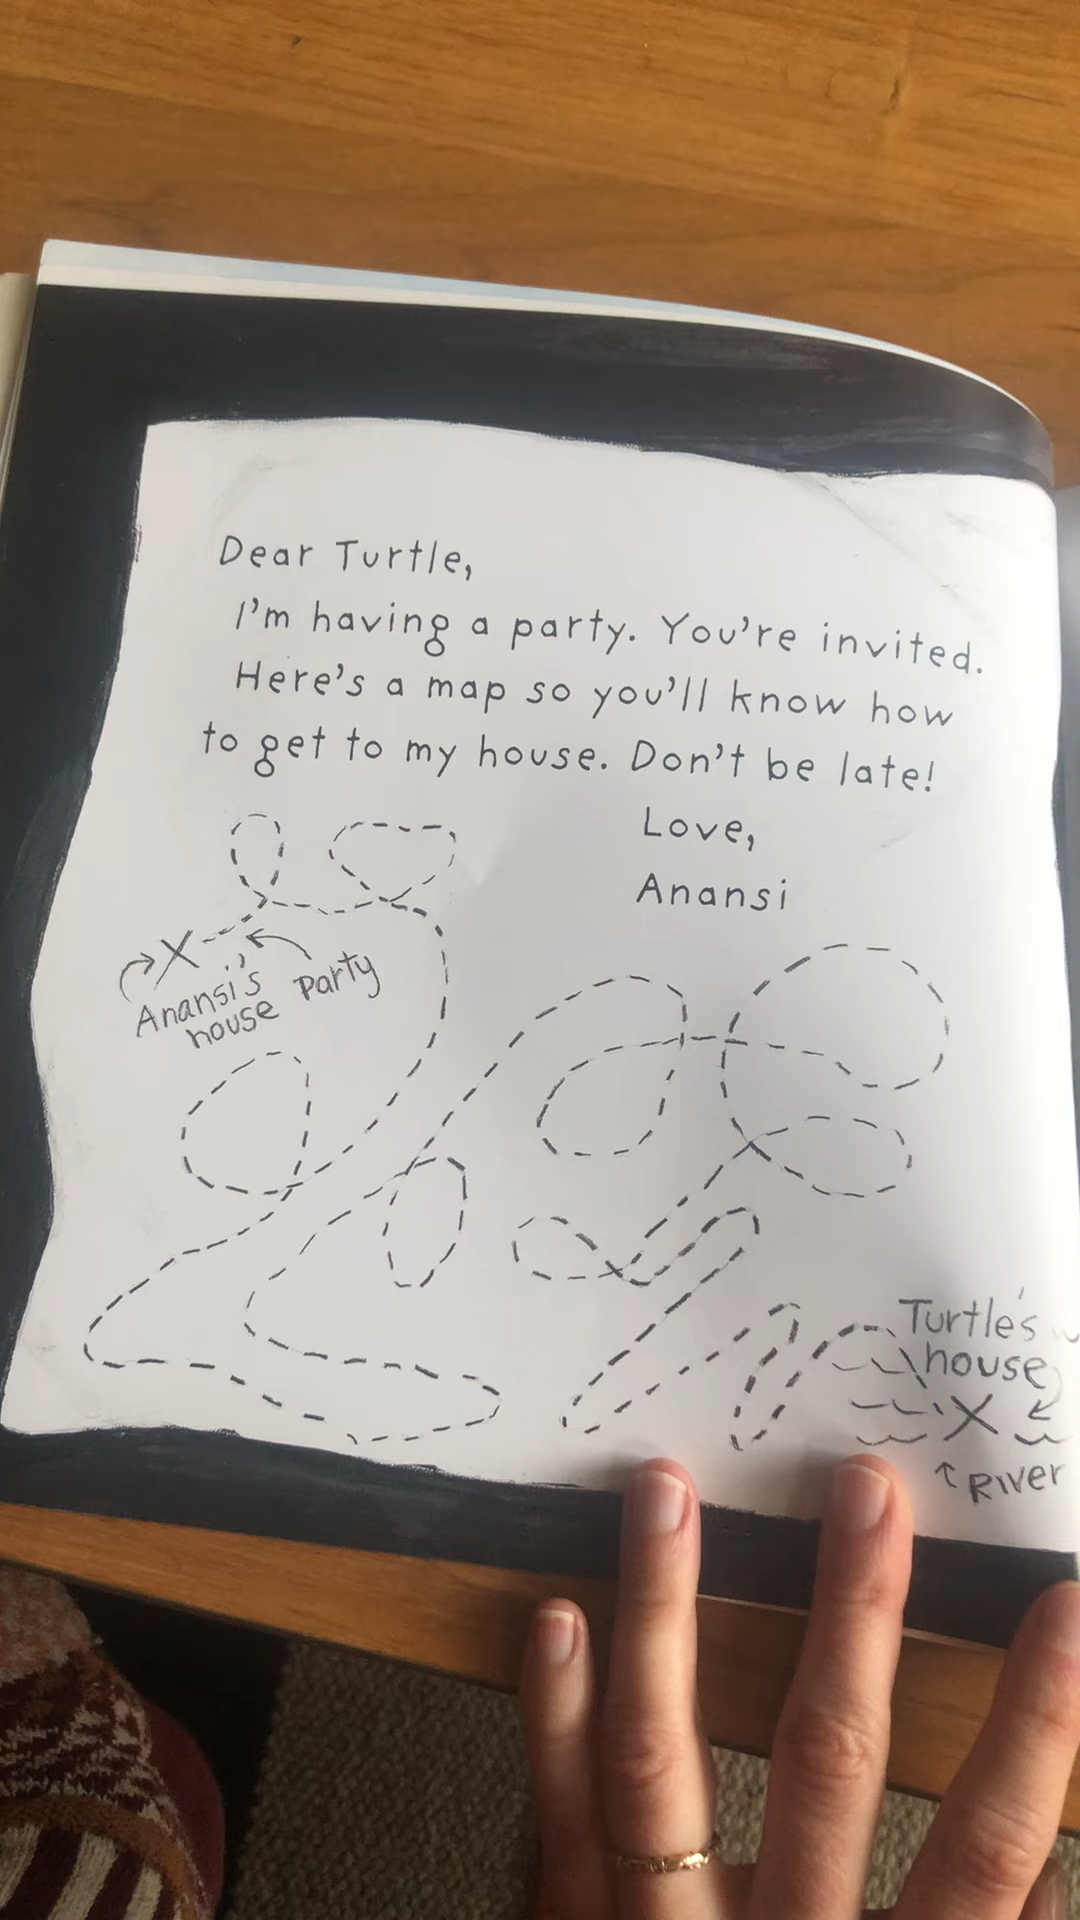 Dear Turtle,
I'm having a party. You're invited.
Here's a map so you'll know how
to get to my house. Don't be late!
Love,
Anansi
X
Anansi's
house
Party
Turtle's
house
X
River